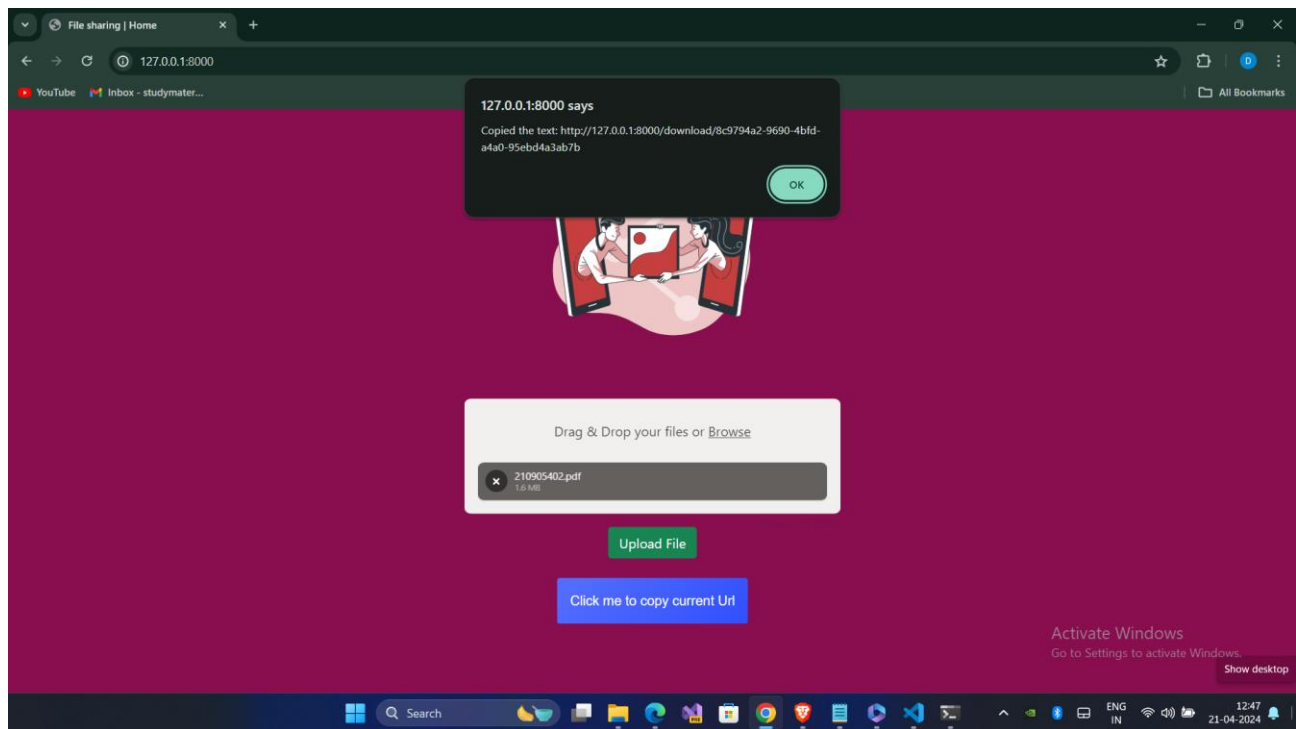 File sharing | Home
127.0.0.1:8000
YouTube Inbox - studymater... All Bookmarks
127.0.0.1:8000 says
Copied the text: http://127.0.0.1:8000/download/8c9794a2-9690-4bfd-
a4a0-95ebd4a3ab7b
OK
Drag & Drop your files or Browse
210905402.pdf
1.6 MB
Upload File
Click me to copy current Url
Activate Windows
Go to Settings to activate Windows.
Show desktop
Search
ENG
IN
12:47
21-04-2024